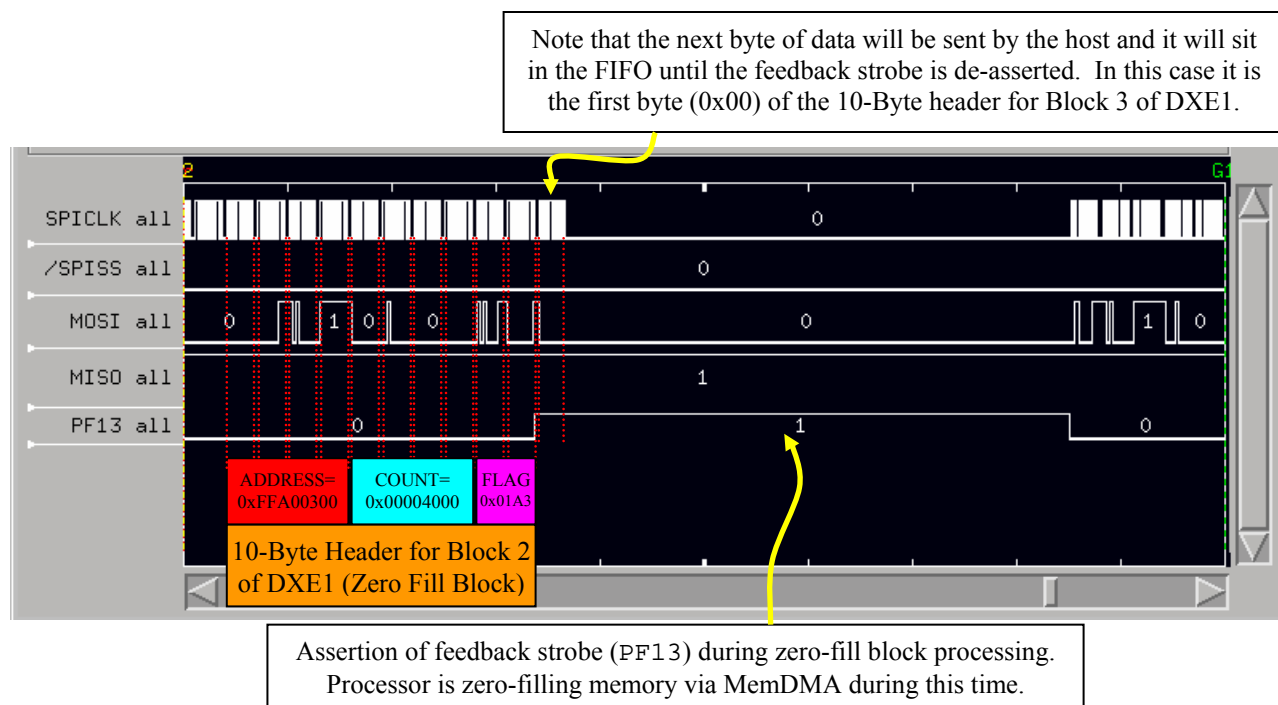 Note that the next byte of data will be sent by the host and it will sit
in the FIFO until the feedback strobe is de-asserted.  In this case it is
the first byte (0x00) of the 10-Byte header for Block 3 of DXE1.
2
G1
SPICLK all
0
/SPISS all
0
MOSI all
0 1 0 0 0 1 0
MISO all
1
PF13 all
0 1 0
ADDRESS=
0xFFA00300
COUNT=
0x00004000
FLAG
0x01A3
10-Byte Header for Block 2
of DXE1 (Zero Fill Block)
Assertion of feedback strobe (PF13) during zero-fill block processing.
Processor is zero-filling memory via MemDMA during this time.